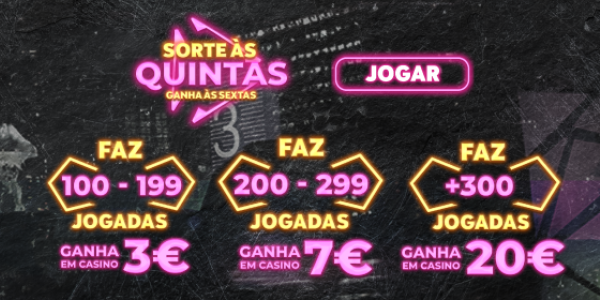 SORTE ÀS
QUINTAS
GANHA ÀS SEXTAS
JOGAR
3
FAZ
100 - 199
JOGADAS
GANHA
EM CASINO
3€
FAZ
200 - 299
JOGADAS
GANHA
EM CASINO
7€
FAZ
+300
JOGADAS
GANHA
EM CASINO
20€